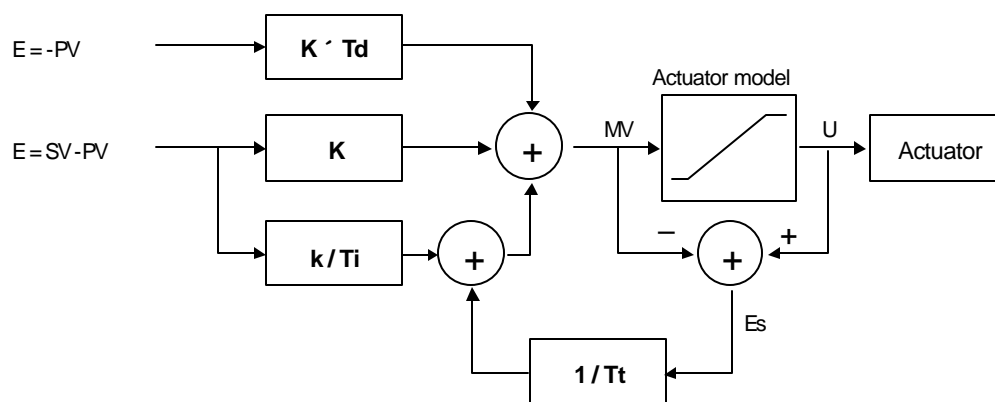 E = -PV
K ´ Td
Actuator model
E = SV - PV
K
+
MV
U
Actuator
k / Ti
+
−
+
+
Es
1 / Tt